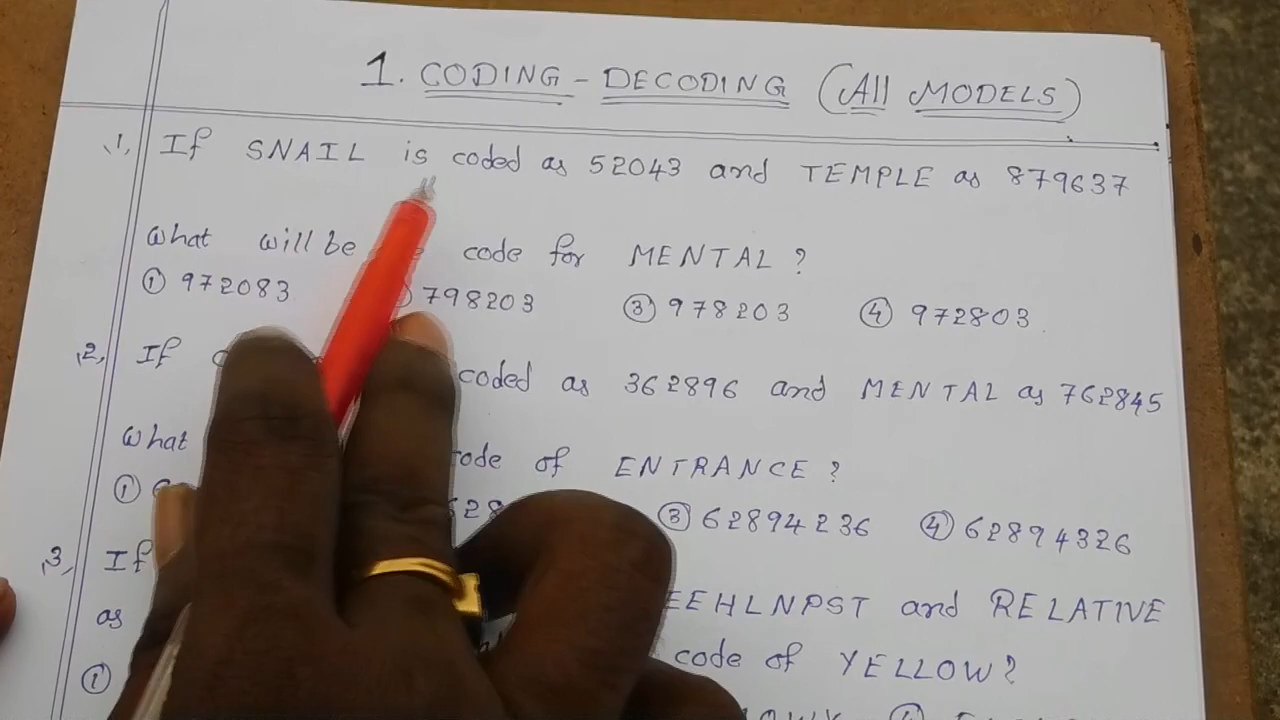 1. CODING - DECODING (All MODELS)
1, If SNAIL is coded as 52043 and TEMPLE as 879637
What will be code for MENTAL ?
① 972083 798203 ③ 978203 ④ 972803
2, If coded as 362896 and MENTAL as 762845
What code of ENTRANCE ?
① ③ 62894236 ④ 62894326
3, If EEHLNPST and RELATIVE
as code of YELLOW?
①